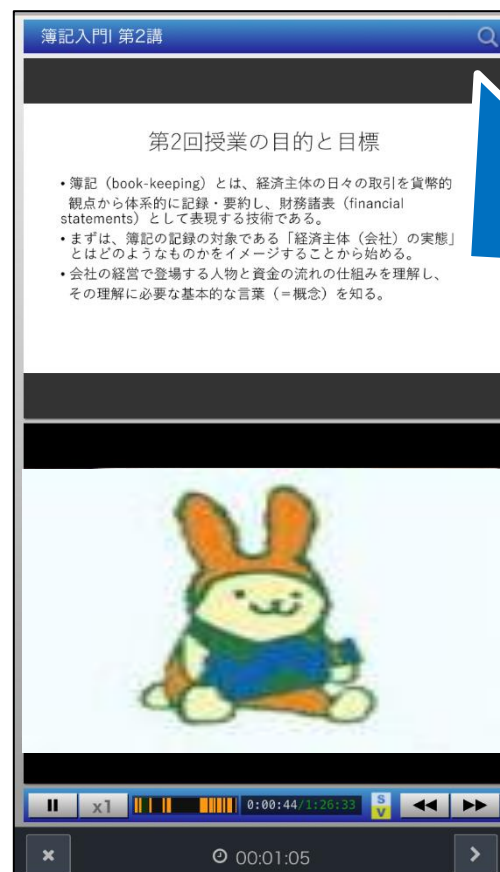 簿記入門I 第2講
第2回授業の目的と目標
・簿記（book-keeping）とは、経済主体の日々の取引を貨幣的
観点から体系的に記録・要約し、財務諸表（financial
statements）として表現する技術である。
・まずは、簿記の記録の対象である「経済主体（会社）の実態」
とはどのようなものかをイメージすることから始める。
・会社の経営で登場する人物と資金の流れの仕組みを理解し、
その理解に必要な基本的な言葉（＝概念）を知る。
x1 0:00:44/1:26:33 S V
00:01:05